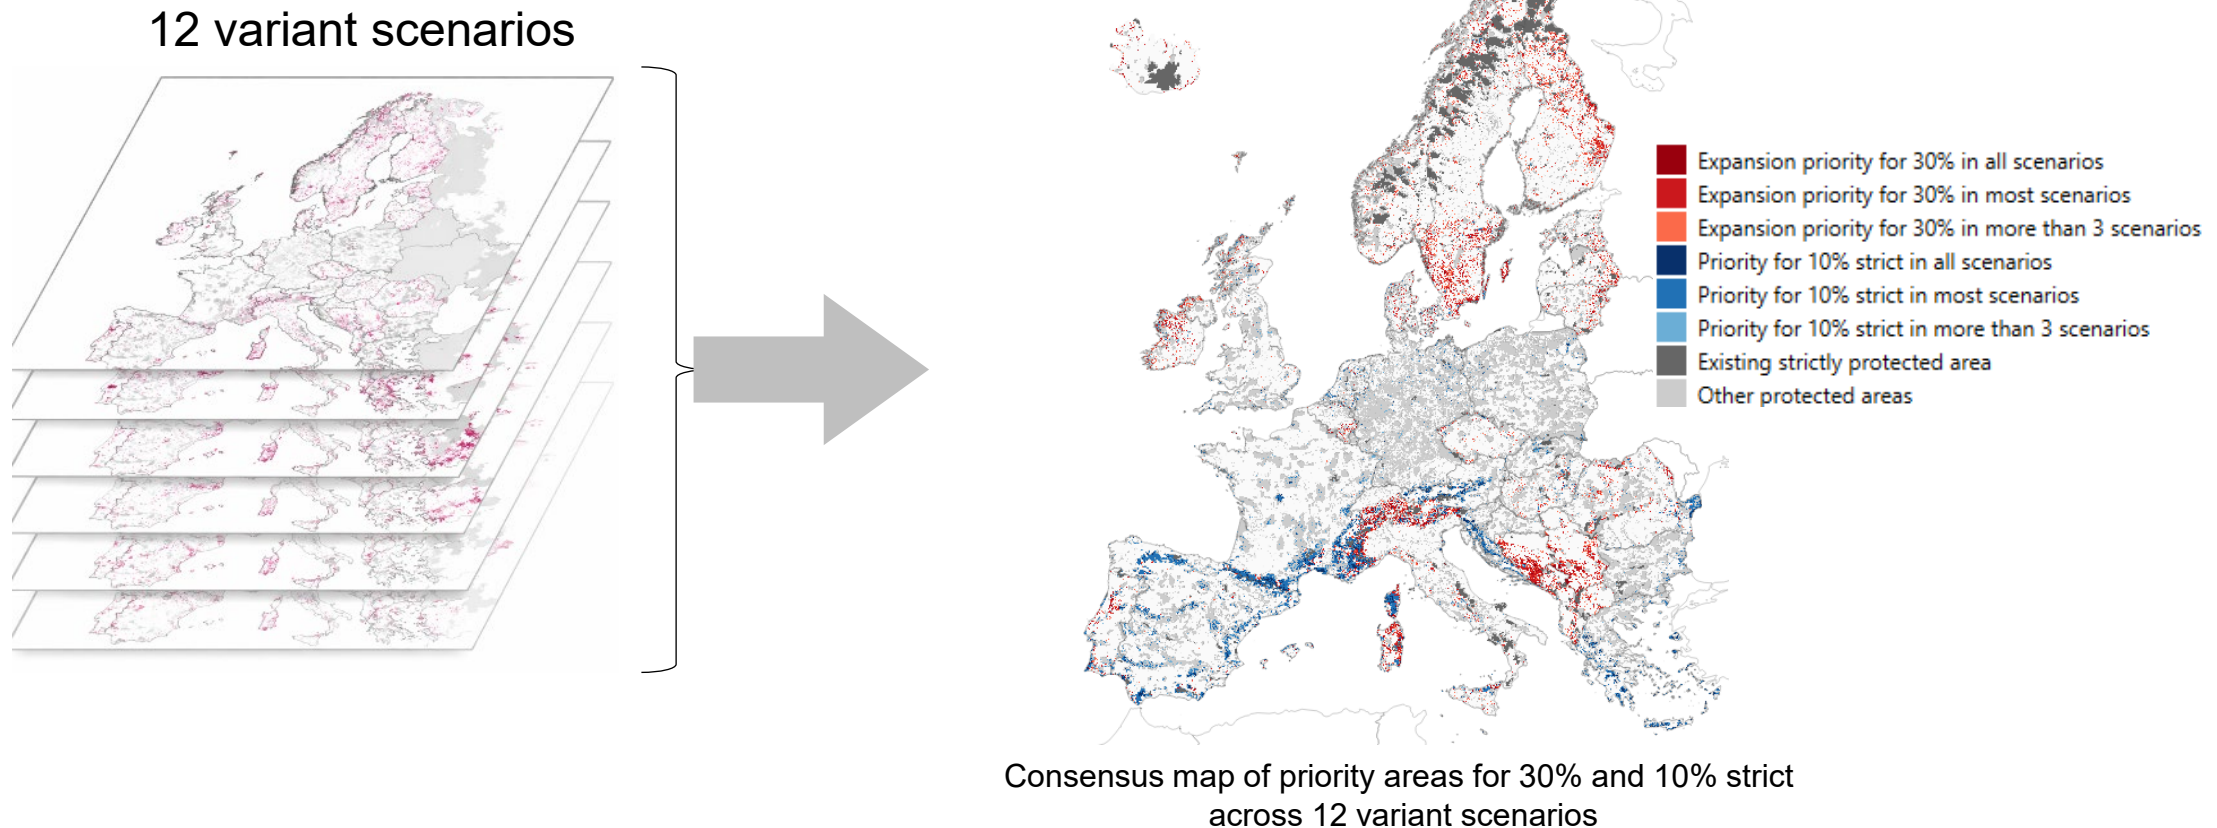 12 variant scenarios
Expansion priority for 30% in all scenarios
Expansion priority for 30% in most scenarios
Expansion priority for 30% in more than 3 scenarios
Priority for 10% strict in all scenarios
Priority for 10% strict in most scenarios
Priority for 10% strict in more than 3 scenarios
Existing strictly protected area
Other protected areas
Consensus map of priority areas for 30% and 10% strict
across 12 variant scenarios